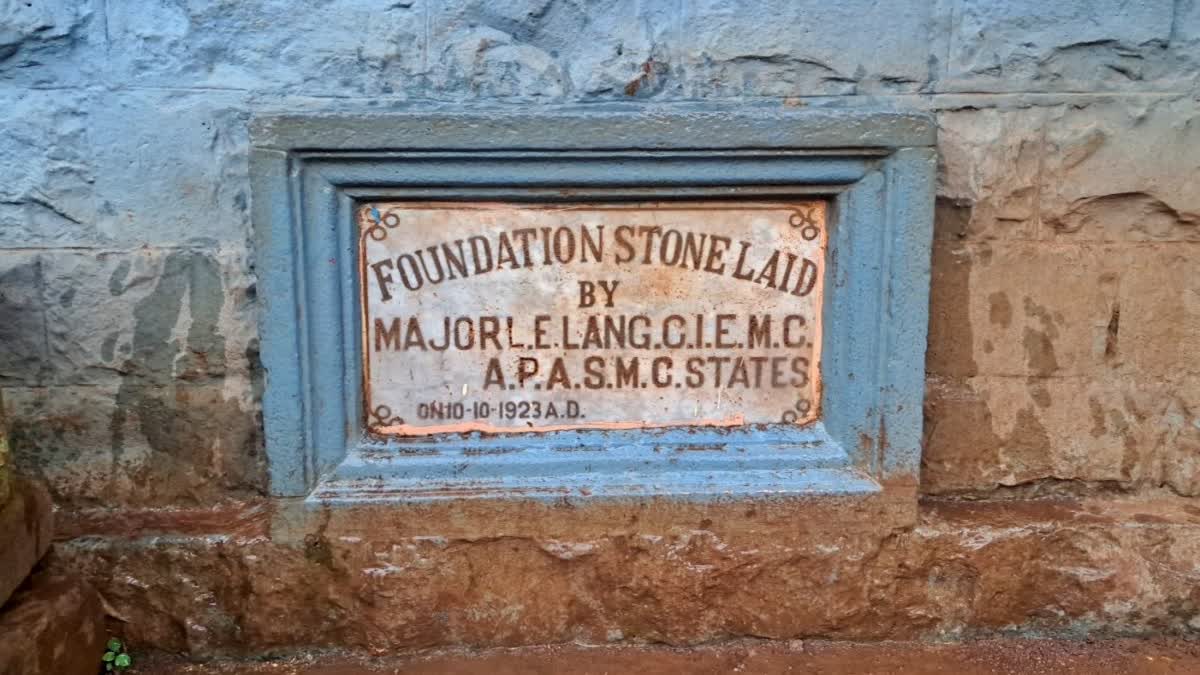 FOUNDATION STONE LAID
BY
MAJOR L.E. LANG. C.I.E.M.C.
A.P.A.S.M.C. STATES
ON 10-10-1923 A.D.